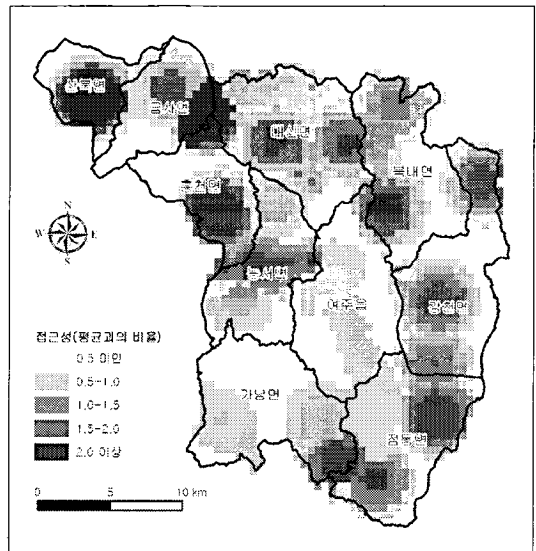 산북면
금사면
대신면
북내면
흥천면
N
W E
S
능서면
여주읍
강천면
접근성(평균과의 비용)
0.5 미만
0.5-1.0
1.0-1.5
1.5-2.0
2.0 이상
가남면
점동면
0 5 10 km